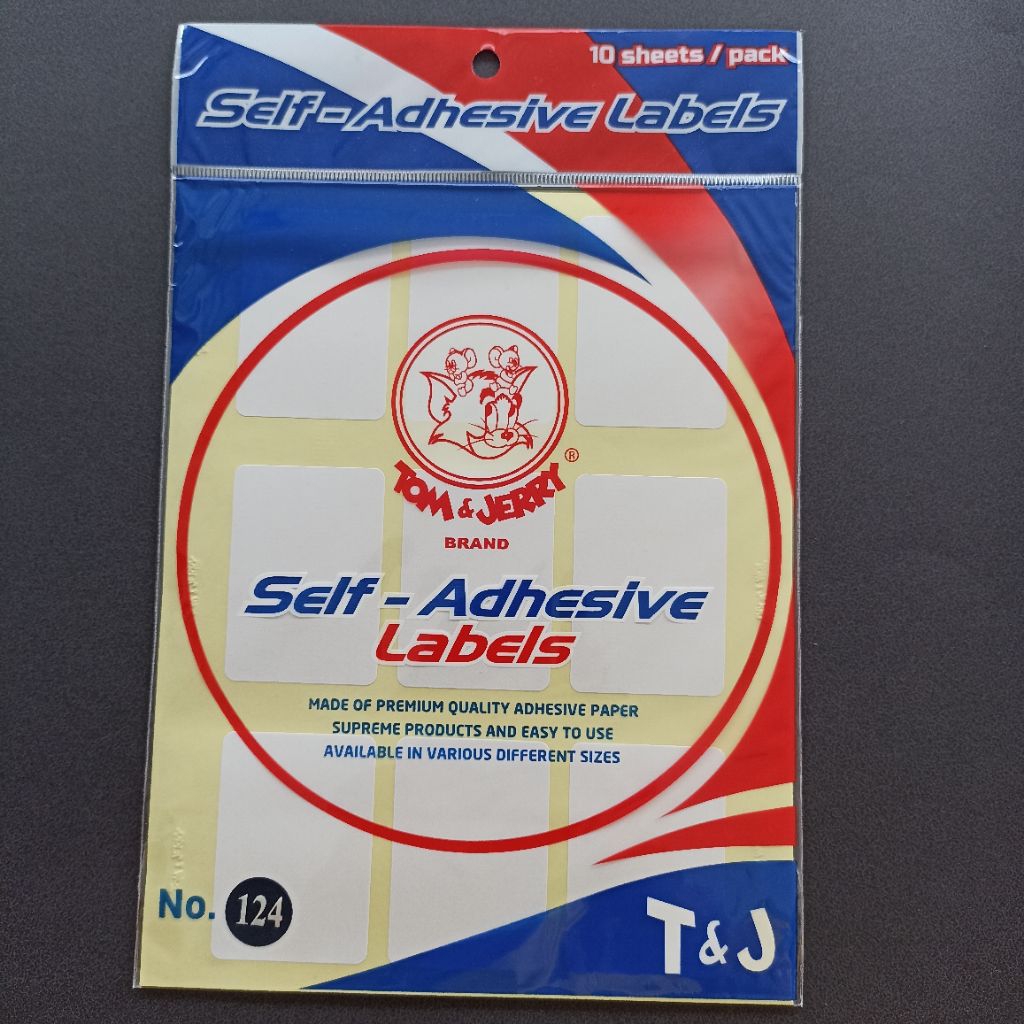 10 sheets / pack
Self-Adhesive Labels
TOM & JERRY ®
BRAND
Self - Adhesive
Labels
MADE OF PREMIUM QUALITY ADHESIVE PAPER
SUPREME PRODUCTS AND EASY TO USE
AVAILABLE IN VARIOUS DIFFERENT SIZES
No. 124
T&J